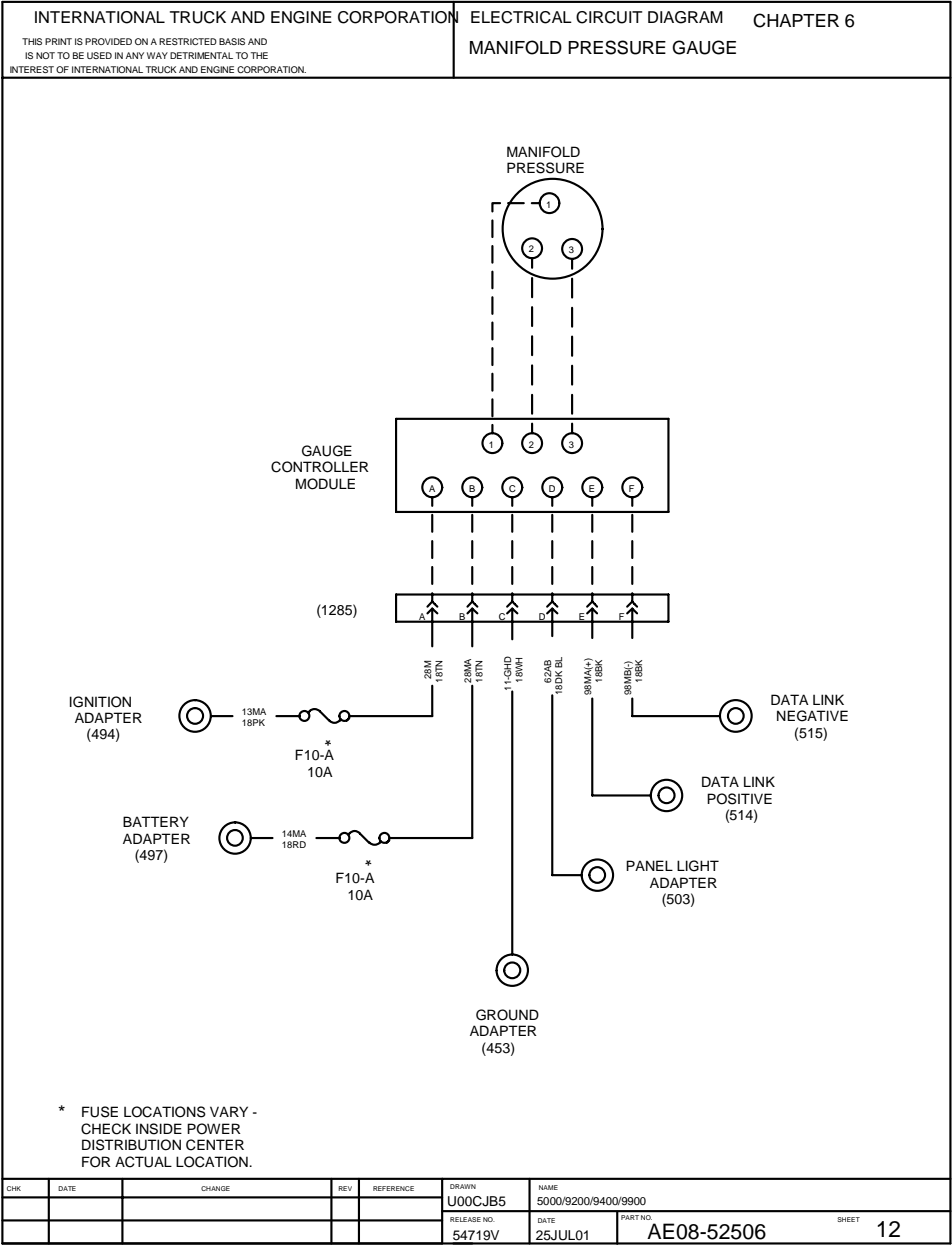 INTERNATIONAL TRUCK AND ENGINE CORPORATION
THIS PRINT IS PROVIDED ON A RESTRICTED BASIS AND
IS NOT TO BE USED IN ANY WAY DETRIMENTAL TO THE
INTEREST OF INTERNATIONAL TRUCK AND ENGINE CORPORATION.
ELECTRICAL CIRCUIT DIAGRAM CHAPTER 6
MANIFOLD PRESSURE GAUGE
MANIFOLD
PRESSURE
1
2 3
GAUGE
CONTROLLER
MODULE
1 2 3
A B C D E F
(1285)
A B C D E F
28M
18TN
28MA
18TN
11-GHD
18WH
62AB
18DK BL
98MA(+)
18BK
98MB(-)
18BK
IGNITION
ADAPTER
(494)
13MA
18PK
*
F10-A
10A
DATA LINK
NEGATIVE
(515)
DATA LINK
POSITIVE
(514)
BATTERY
ADAPTER
(497)
14MA
18RD
*
F10-A
10A
PANEL LIGHT
ADAPTER
(503)
GROUND
ADAPTER
(453)
* FUSE LOCATIONS VARY -
CHECK INSIDE POWER
DISTRIBUTION CENTER
FOR ACTUAL LOCATION.
CHK DATE CHANGE REV REFERENCE
DRAWN
U00CJB5
NAME
5000/9200/9400/9900
RELEASE NO.
54719V
DATE
25JUL01
PART NO.
AE08-52506
SHEET 12